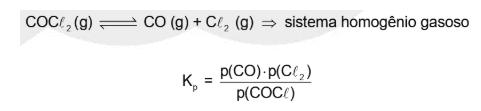 COCℓ₂(g) ⇌ CO (g) + Cℓ₂ (g) ⇒ sistema homogênio gasoso
Kₚ = p(CO)·p(Cℓ₂) / p(COCℓ)